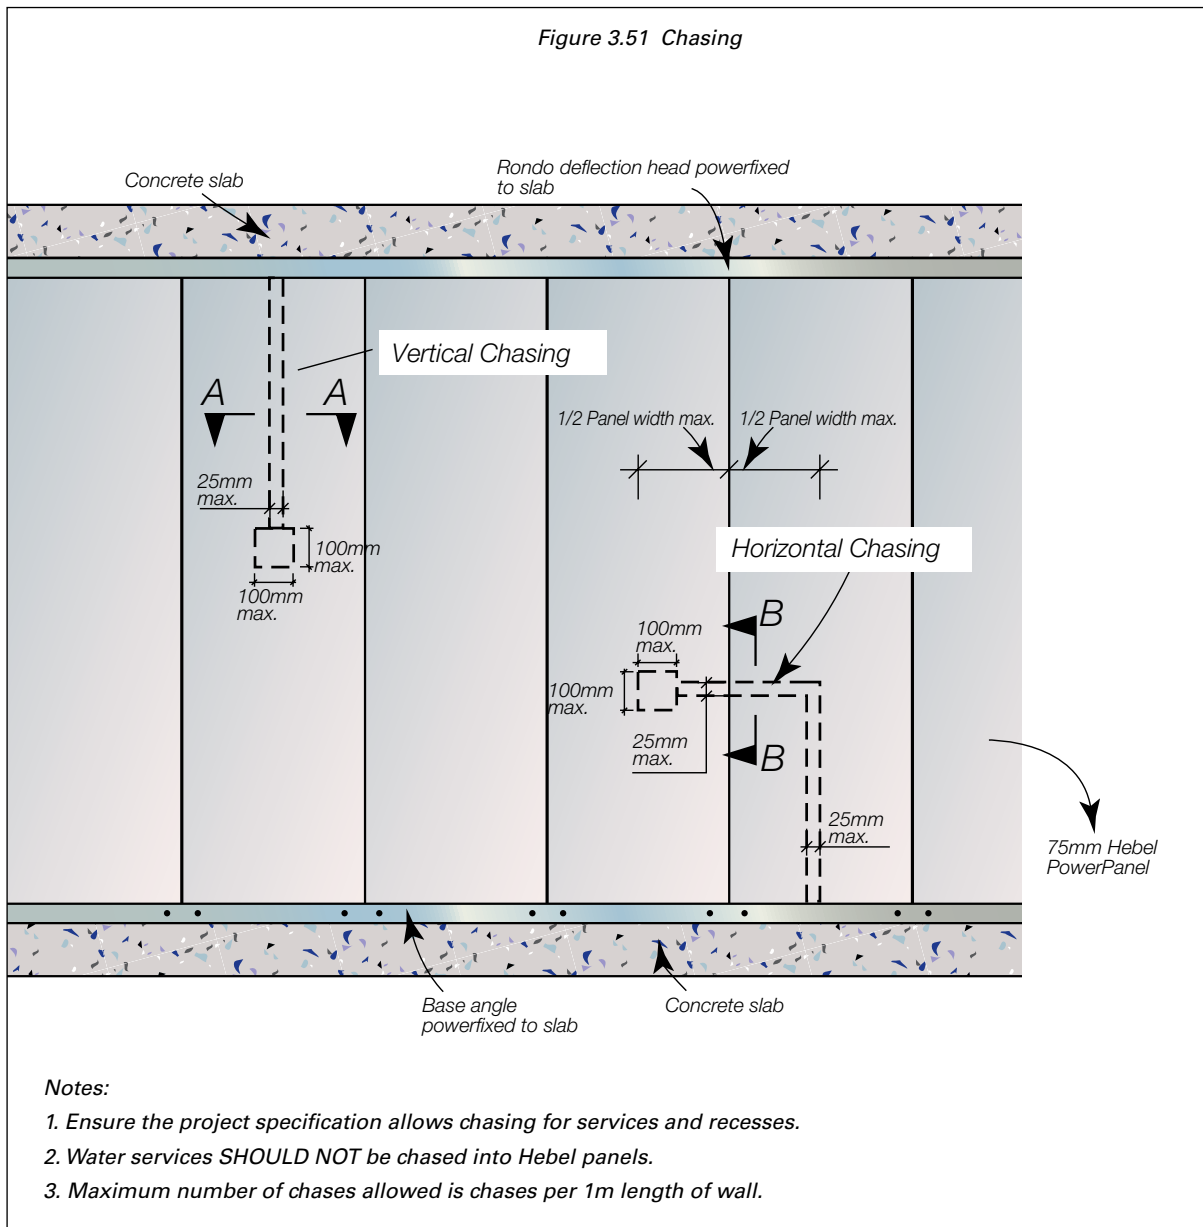 Figure 3.51 Chasing
Concrete slab
Rondo deflection head powerfixed
to slab
Vertical Chasing
A
A
1/2 Panel width max.
1/2 Panel width max.
25mm
max.
100mm
max.
100mm
max.
Horizontal Chasing
B
100mm
max.
100mm
max.
25mm
max.
B
25mm
max.
75mm Hebel
PowerPanel
Base angle
powerfixed to slab
Concrete slab
Notes:
1. Ensure the project specification allows chasing for services and recesses.
2. Water services SHOULD NOT be chased into Hebel panels.
3. Maximum number of chases allowed is chases per 1m length of wall.